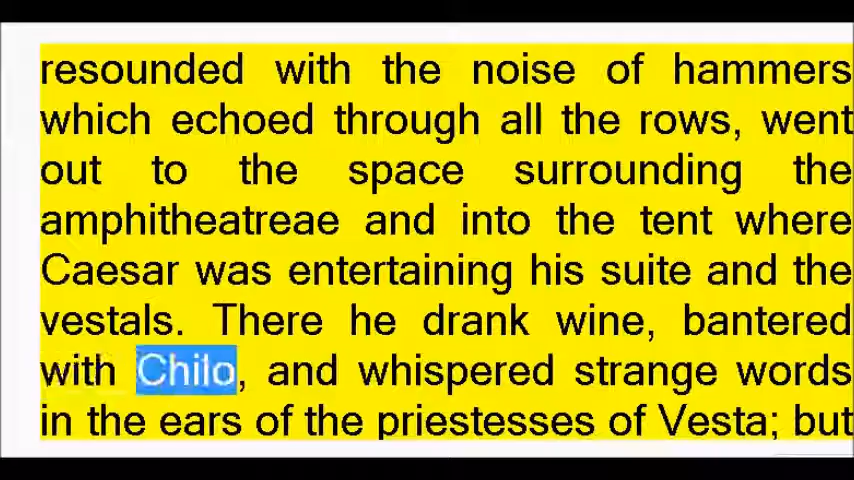 resounded with the noise of hammers
which echoed through all the rows, went
out to the space surrounding the
amphitheatreae and into the tent where
Caesar was entertaining his suite and the
vestals. There he drank wine, bantered
with Chilo, and whispered strange words
in the ears of the priestesses of Vesta; but